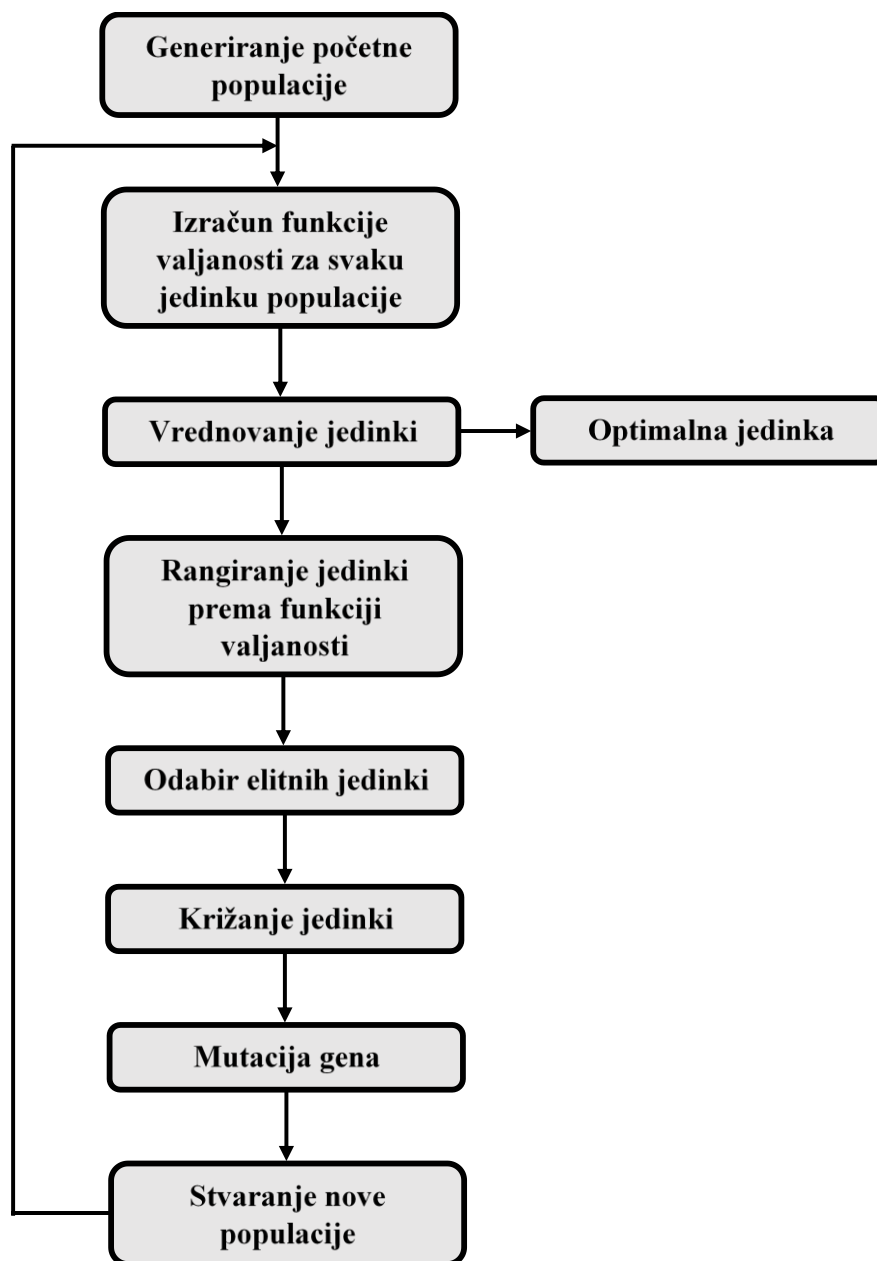 Generiranje početne
populacije
Izračun funkcije
valjanosti za svaku
jedinku populacije
Vrednovanje jedinki
Optimalna jedinka
Rangiranje jedinki
prema funkciji
valjanosti
Odabir elitnih jedinki
Križanje jedinki
Mutacija gena
Stvaranje nove
populacije